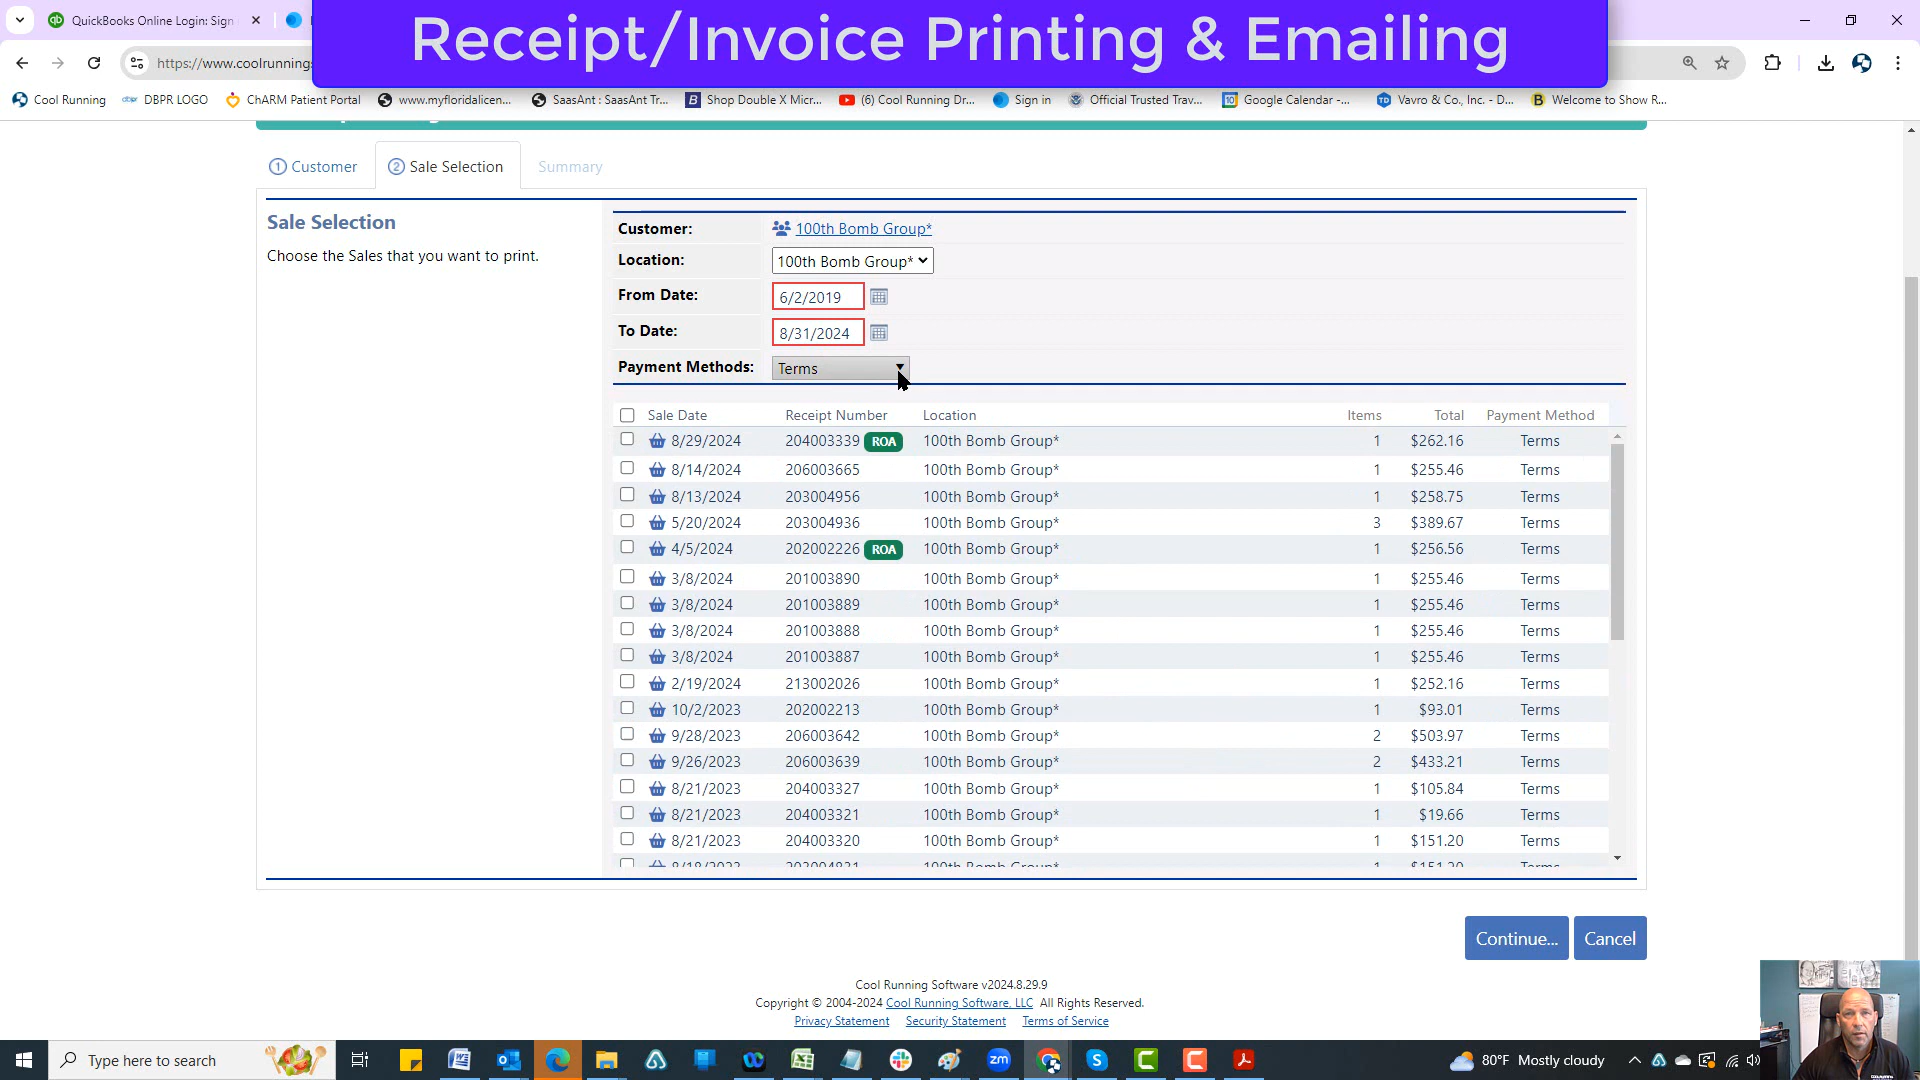 QuickBooks Online Login: Sign
Receipt/Invoice Printing & Emailing
https://www.coolrunnings
Cool Running
DBPR LOGO
ChARM Patient Portal
www.myfloridalicen...
SaasAnt : SaasAnt Tr...
Shop Double X Micr...
(6) Cool Running Dr...
Sign in
Official Trusted Trav...
Google Calendar -...
Vavro & Co., Inc. - D...
Welcome to Show R...
1 Customer
2 Sale Selection
Summary
Sale Selection
Choose the Sales that you want to print.
Customer: 100th Bomb Group*
Location: 100th Bomb Group*
From Date: 6/2/2019
To Date: 8/31/2024
Payment Methods: Terms
Sale Date Receipt Number Location Items Total Payment Method
8/29/2024 204003339 ROA 100th Bomb Group* 1 $262.16 Terms
8/14/2024 206003665 100th Bomb Group* 1 $255.46 Terms
8/13/2024 203004956 100th Bomb Group* 1 $258.75 Terms
5/20/2024 203004936 100th Bomb Group* 3 $389.67 Terms
4/5/2024 202002226 ROA 100th Bomb Group* 1 $256.56 Terms
3/8/2024 201003890 100th Bomb Group* 1 $255.46 Terms
3/8/2024 201003889 100th Bomb Group* 1 $255.46 Terms
3/8/2024 201003888 100th Bomb Group* 1 $255.46 Terms
3/8/2024 201003887 100th Bomb Group* 1 $255.46 Terms
2/19/2024 213002026 100th Bomb Group* 1 $252.16 Terms
10/2/2023 202002213 100th Bomb Group* 1 $93.01 Terms
9/28/2023 206003642 100th Bomb Group* 2 $503.97 Terms
9/26/2023 206003639 100th Bomb Group* 2 $433.21 Terms
8/21/2023 204003327 100th Bomb Group* 1 $105.84 Terms
8/21/2023 204003321 100th Bomb Group* 1 $19.66 Terms
8/21/2023 204003320 100th Bomb Group* 1 $151.20 Terms
Continue...
Cancel
Cool Running Software v2024.8.29.9
Copyright © 2004-2024 Cool Running Software, LLC All Rights Reserved.
Privacy Statement Security Statement Terms of Service
Type here to search
80°F Mostly cloudy